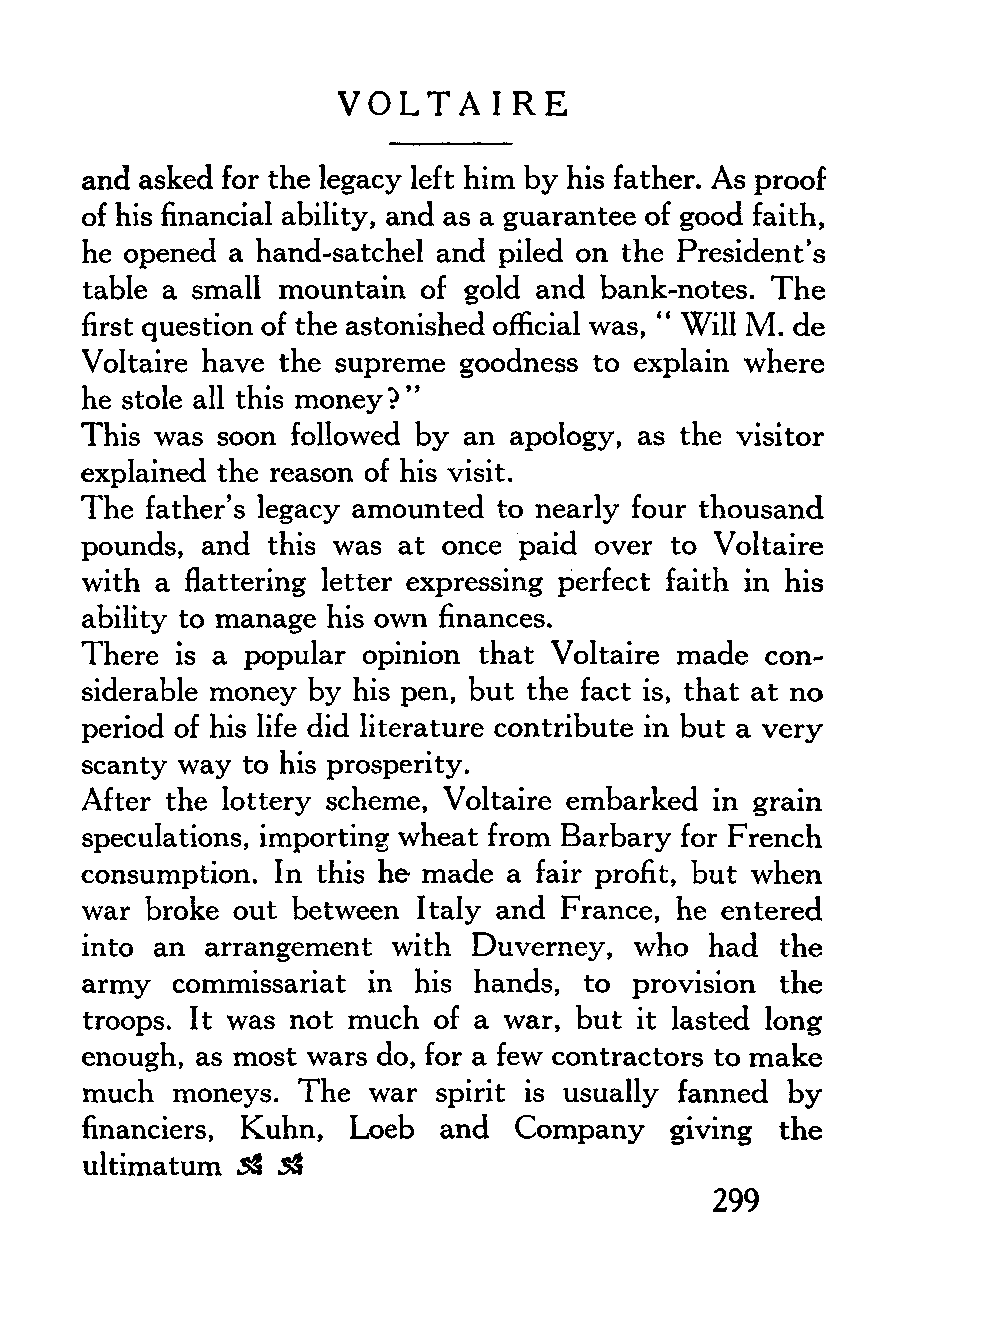 VOLTAIRE
and asked for the legacy left him by his father. As proof
of his financial ability, and as a guarantee of good faith,
he opened a hand-satchel and piled on the President's
table a small mountain of gold and bank-notes. The
first question of the astonished official was, “ Will M. de
Voltaire have the supreme goodness to explain where
he stole all this money?”
This was soon followed by an apology, as the visitor
explained the reason of his visit.
The father's legacy amounted to nearly four thousand
pounds, and this was at once paid over to Voltaire
with a flattering letter expressing perfect faith in his
ability to manage his own finances.
There is a popular opinion that Voltaire made con-
siderable money by his pen, but the fact is, that at no
period of his life did literature contribute in but a very
scanty way to his prosperity.
After the lottery scheme, Voltaire embarked in grain
speculations, importing wheat from Barbary for French
consumption. In this he made a fair profit, but when
war broke out between Italy and France, he entered
into an arrangement with Duverney, who had the
army commissariat in his hands, to provision the
troops. It was not much of a war, but it lasted long
enough, as most wars do, for a few contractors to make
much moneys. The war spirit is usually fanned by
financiers, Kuhn, Loeb and Company giving the
ultimatum
299